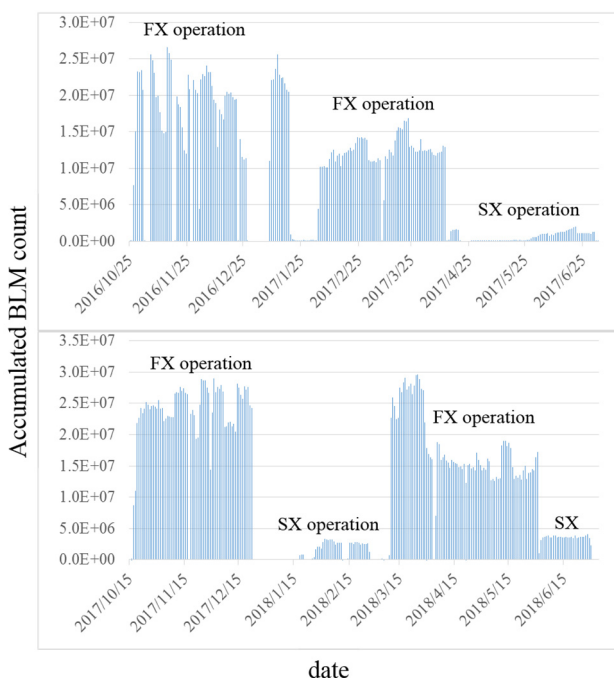 3.0E+07
FX operation
2.5E+07
2.0E+07
FX operation
1.5E+07
1.0E+07
SX operation
5.0E+06
0.0E+00
2016/10/25
2016/11/25
2016/12/25
2017/1/25
2017/2/25
2017/3/25
2017/4/25
2017/5/25
2017/6/25
Accumulated BLM count
3.5E+07
FX operation
3.0E+07
2.5E+07
FX operation
2.0E+07
1.5E+07
1.0E+07
SX operation
SX
5.0E+06
0.0E+00
2017/10/15
2017/11/15
2017/12/15
2018/1/15
2018/2/15
2018/3/15
2018/4/15
2018/5/15
2018/6/15
date